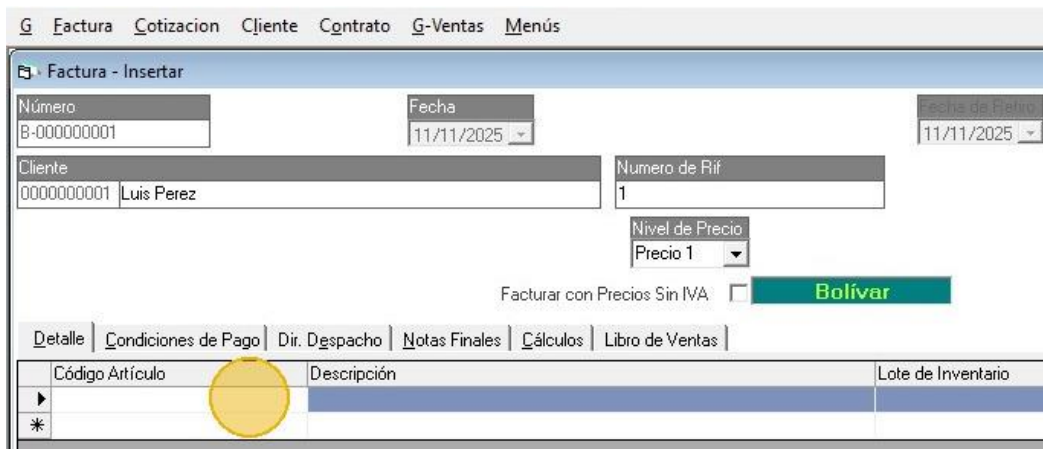 G Factura Cotizacion Cliente Contrato G-Ventas Menús
Factura - Insertar
Número Fecha Fecha de Retiro
B-000000001 11/11/2025 11/11/2025
Cliente Numero de Rif
0000000001 Luis Perez 1
Nivel de Precio
Precio 1
Facturar con Precios Sin IVA Bolívar
Detalle Condiciones de Pago Dir. Despacho Notas Finales Cálculos Libro de Ventas
Código Artículo Descripción Lote de Inventario